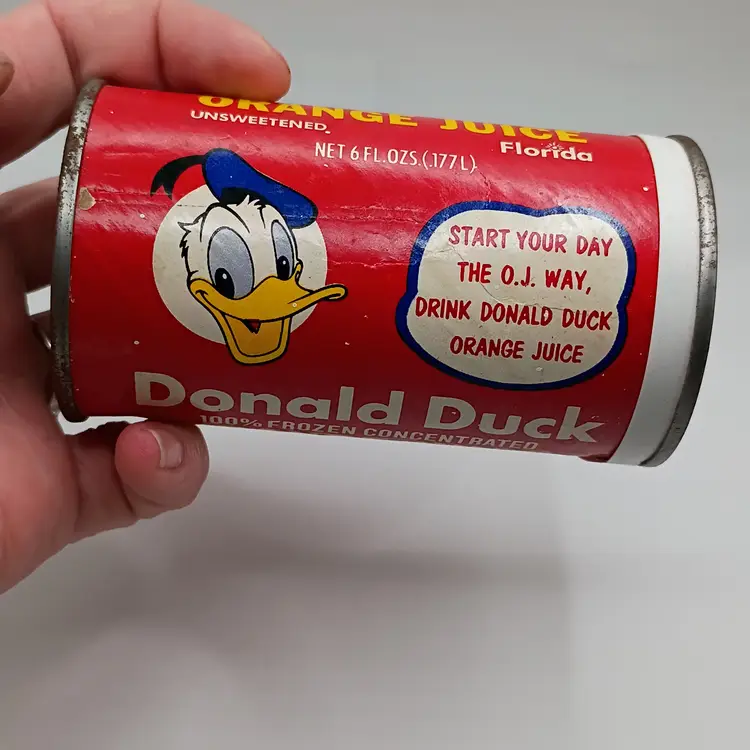 ORANGE JUICE
UNSWEETENED.
Florida
NET 6 FL.OZS.(.177L)
START YOUR DAY
THE O.J. WAY,
DRINK DONALD DUCK
ORANGE JUICE
Donald Duck
100% FROZEN CONCENTRATED